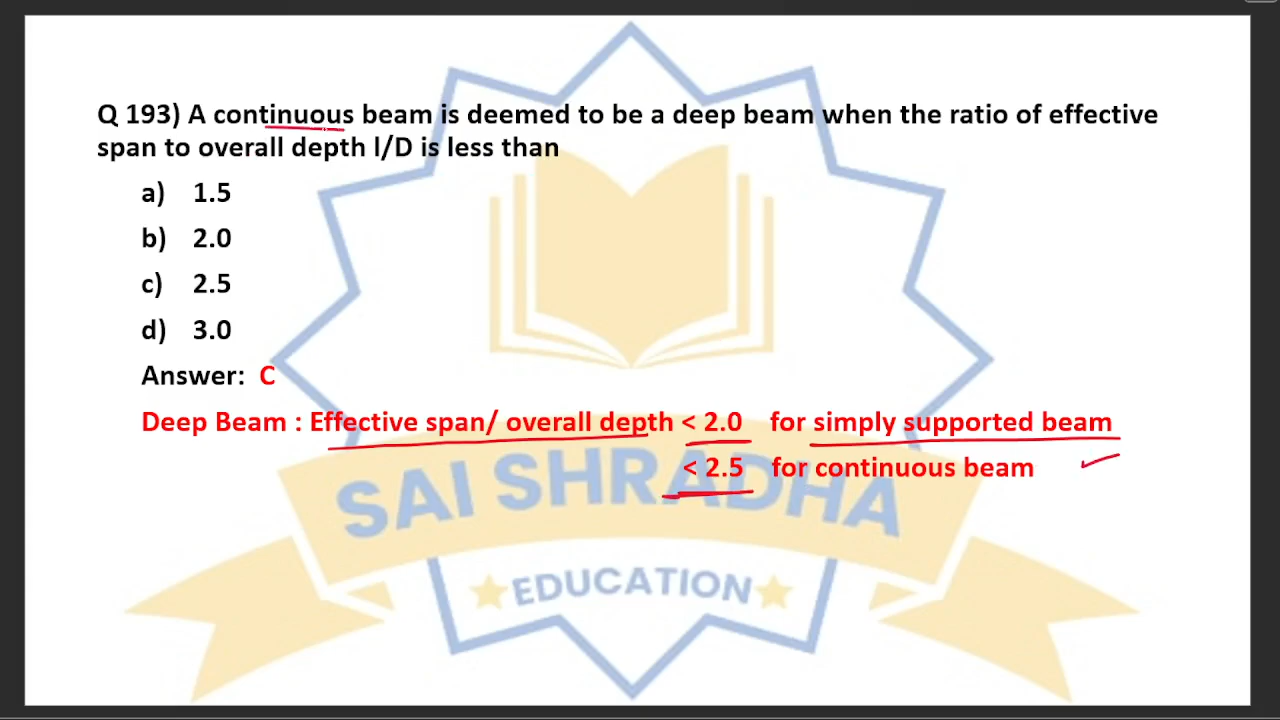 Q 193) A continuous beam is deemed to be a deep beam when the ratio of effective
span to overall depth l/D is less than
a) 1.5
b) 2.0
c) 2.5
d) 3.0
Answer: C
Deep Beam : Effective span/ overall depth < 2.0 for simply supported beam
< 2.5 for continuous beam
SAI SHRADHA
EDUCATION